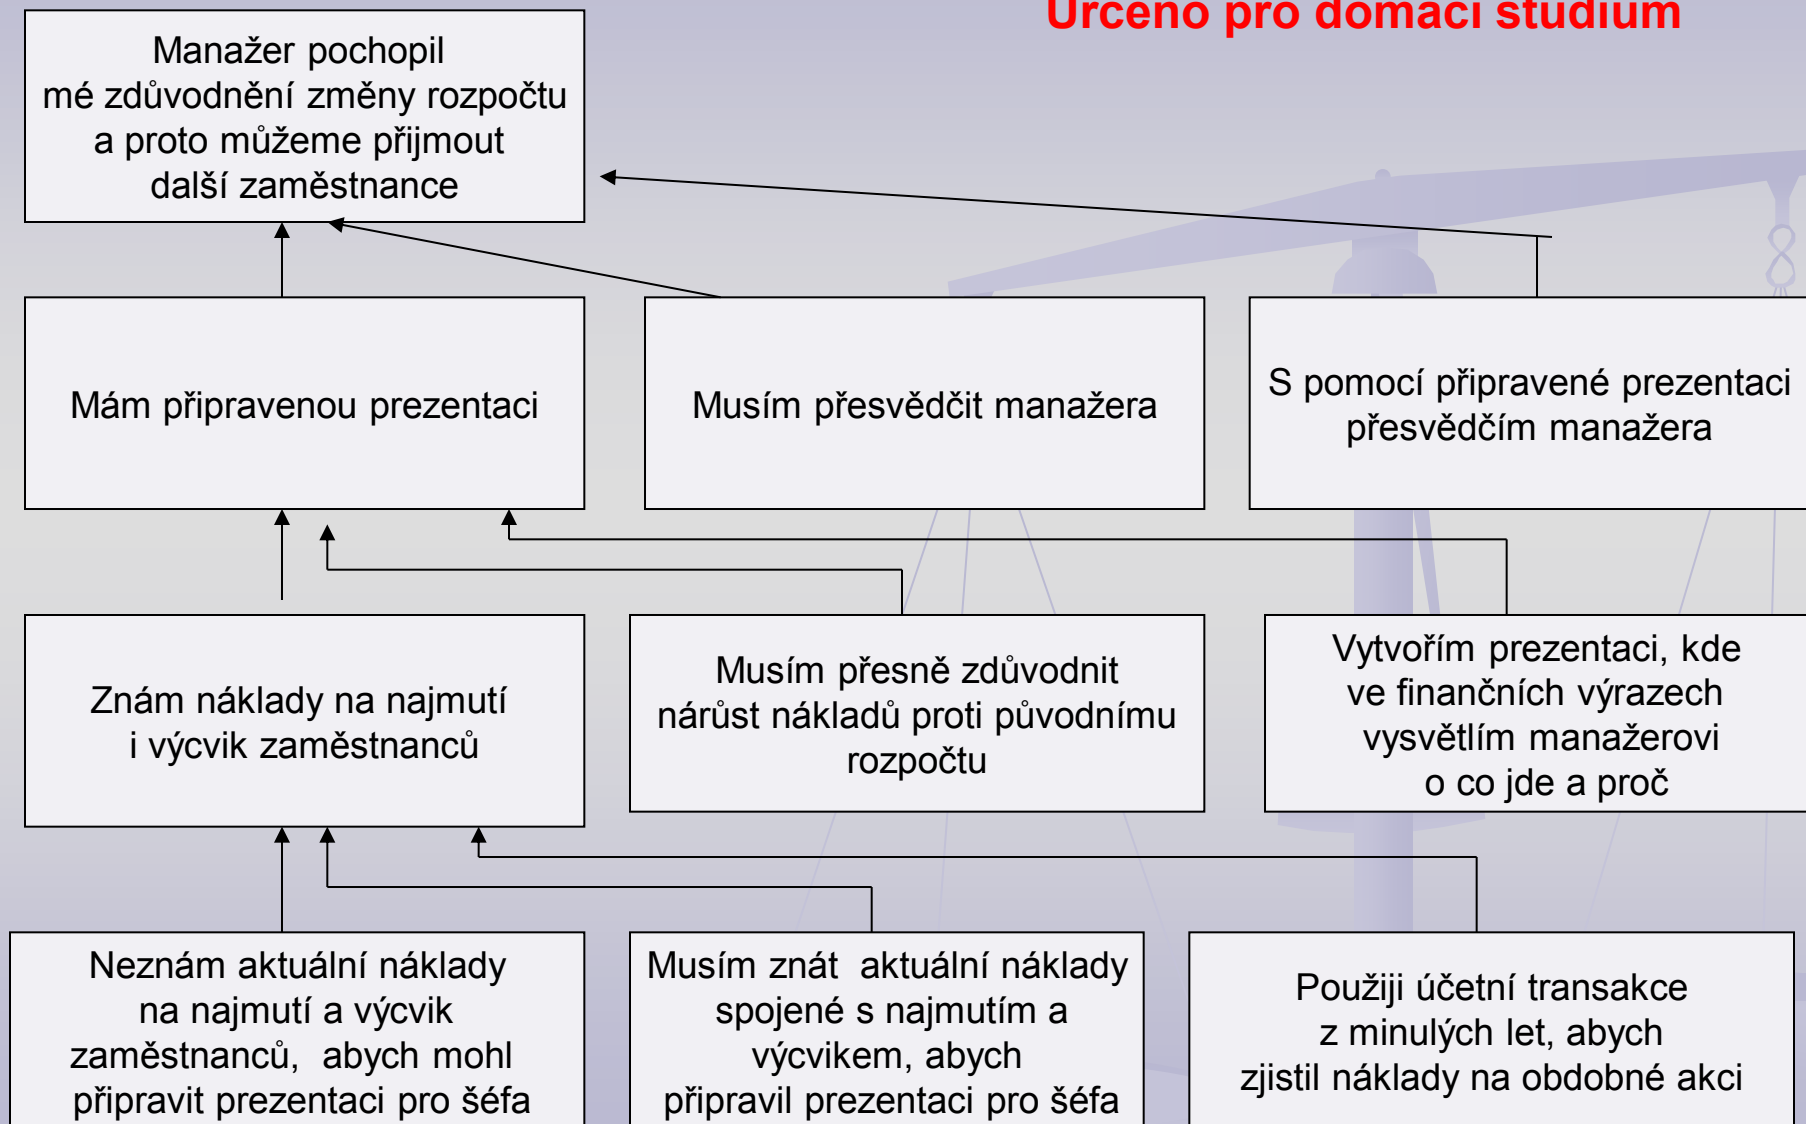 Určeno pro domácí studium
Manažer pochopil
mé zdůvodnění změny rozpočtu
a proto můžeme přijmout
další zaměstnance
Mám připravenou prezentaci
Musím přesvědčit manažera
S pomocí připravené prezentaci
přesvědčím manažera
Znám náklady na najmutí
i výcvik zaměstnanců
Musím přesně zdůvodnit
nárůst nákladů proti původnímu
rozpočtu
Vytvořím prezentaci, kde
ve finančních výrazech
vysvětlím manažerovi
o co jde a proč
Neznám aktuální náklady
na najmutí a výcvik
zaměstnanců, abych mohl
připravit prezentaci pro šéfa
Musím znát aktuální náklady
spojené s najmutím a
výcvikem, abych
připravil prezentaci pro šéfa
Použiji účetní transakce
z minulých let, abych
zjistil náklady na obdobné akci